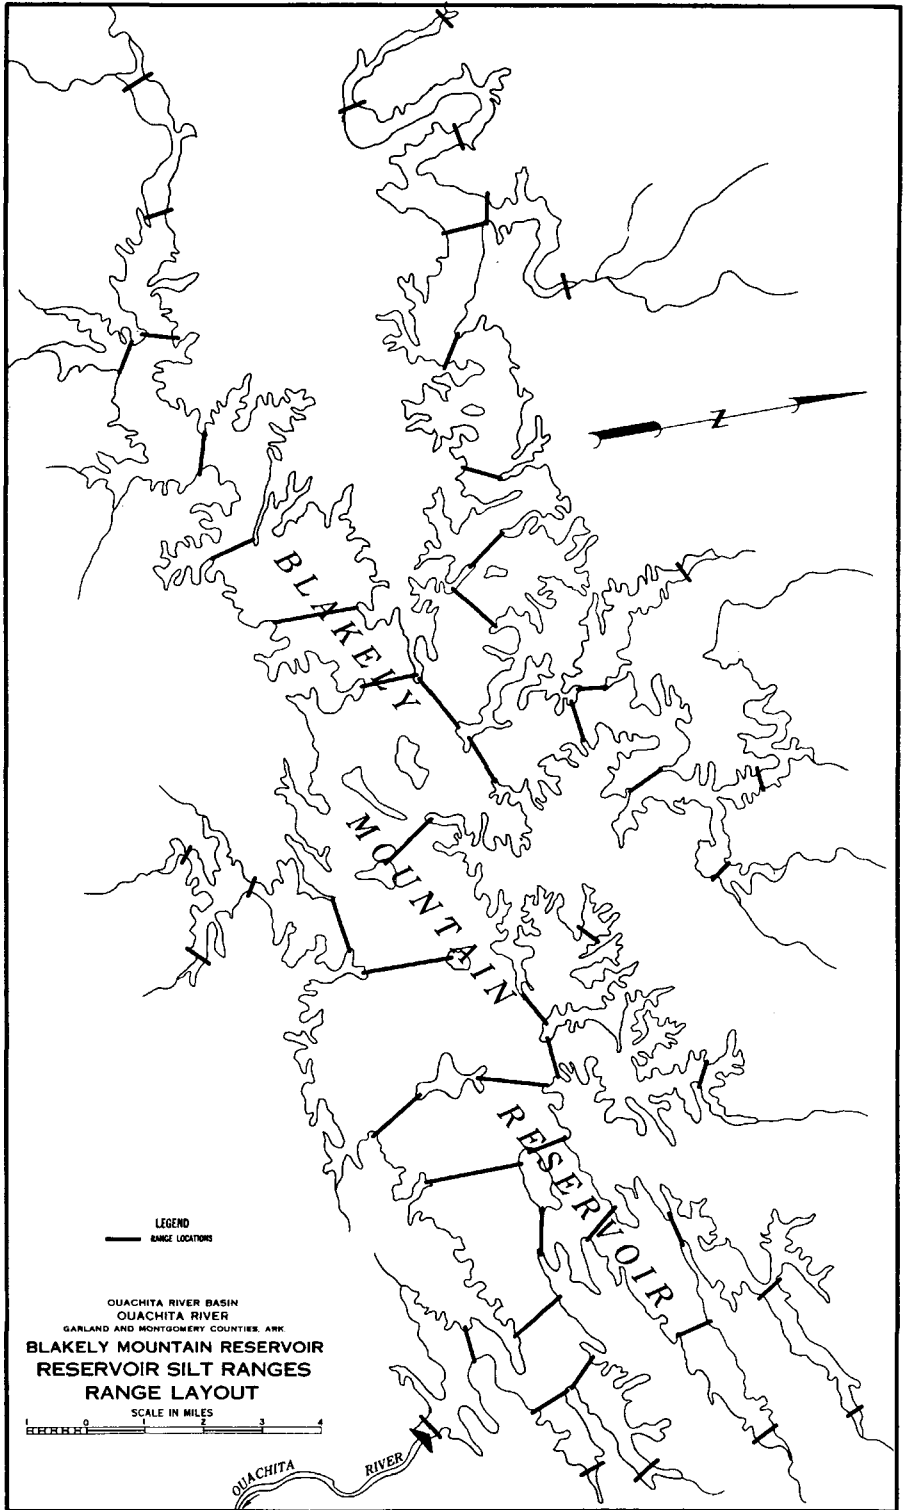 N
BLAKELY
MOUNTAIN
RESERVOIR
LEGEND
RANGE LOCATIONS
OUACHITA RIVER BASIN
OUACHITA RIVER
GARLAND AND MONTGOMERY COUNTIES, ARK.
BLAKELY MOUNTAIN RESERVOIR
RESERVOIR SILT RANGES
RANGE LAYOUT
SCALE IN MILES
1 0 1 2 3 4
OUACHITA RIVER